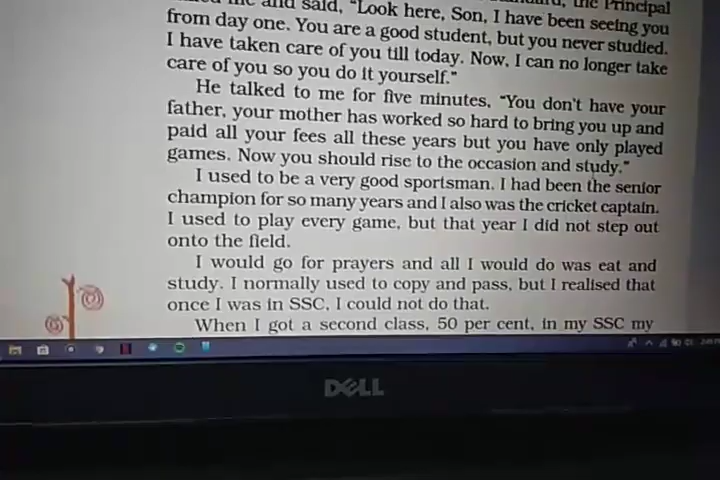 me and said, "Look here, Son, I have been seeing you
the Principal
from day one. You are a good student, but you never studied.
I have taken care of you till today. Now, I can no longer take
care of you so you do it yourself."
He talked to me for five minutes, "You don't have your
father, your mother has worked so hard to bring you up and
paid all your fees all these years but you have only played
games. Now you should rise to the occasion and study."
I used to be a very good sportsman. I had been the senior
champion for so many years and I also was the cricket captain.
I used to play every game, but that year I did not step out
onto the field.
I would go for prayers and all I would do was eat and
study. I normally used to copy and pass, but I realised that
once I was in SSC, I could not do that.
When I got a second class, 50 per cent, in my SSC my
DELL